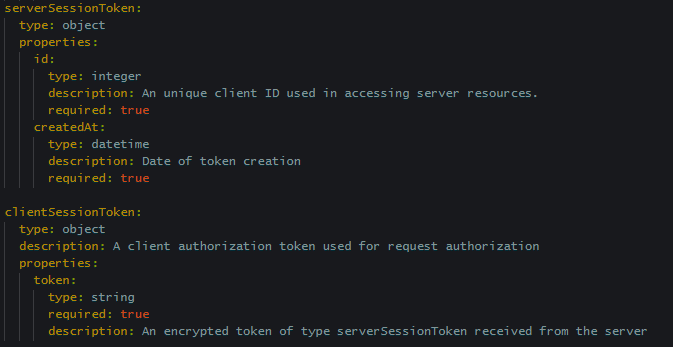 serverSessionToken:
type: object
properties:
id:
type: integer
description: An unique client ID used in accessing server resources.
required: true
createdAt:
type: datetime
description: Date of token creation
required: true
clientSessionToken:
type: object
description: A client authorization token used for request authorization
properties:
token:
type: string
required: true
description: An encrypted token of type serverSessionToken received from the server